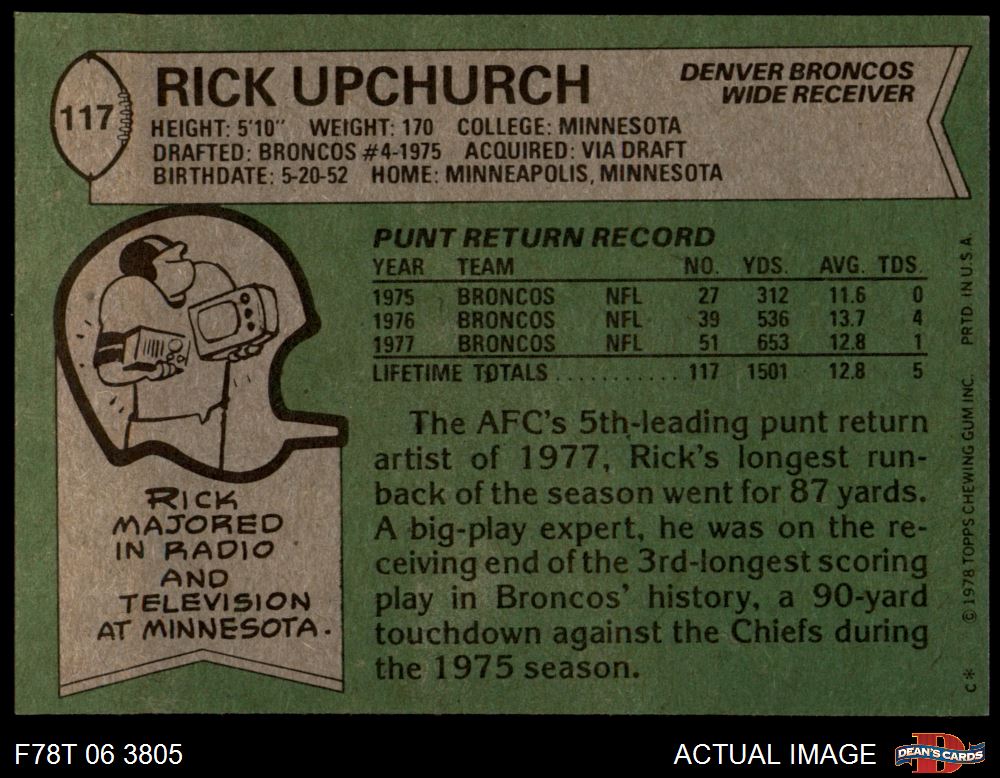 117
RICK UPCHURCH
DENVER BRONCOS
WIDE RECEIVER
HEIGHT: 5'10" WEIGHT: 170 COLLEGE: MINNESOTA
DRAFTED: BRONCOS #4-1975 ACQUIRED: VIA DRAFT
BIRTHDATE: 5-20-52 HOME: MINNEAPOLIS, MINNESOTA
PUNT RETURN RECORD
YEAR TEAM NO. YDS. AVG. TDS.
1975 BRONCOS NFL 27 312 11.6 0
1976 BRONCOS NFL 39 536 13.7 4
1977 BRONCOS NFL 51 653 12.8 1
LIFETIME TOTALS ........... 117 1501 12.8 5
The AFC's 5th-leading punt return
artist of 1977, Rick's longest run-
back of the season went for 87 yards.
A big-play expert, he was on the re-
ceiving end of the 3rd-longest scoring
play in Broncos' history, a 90-yard
touchdown against the Chiefs during
the 1975 season.
RICK
MAJORED
IN RADIO
AND
TELEVISION
AT MINNESOTA.
C* © 1978 TOPPS CHEWING GUM INC. PRTD. IN U.S.A.
F78T 06 3805
ACTUAL IMAGE
D
DEAN'S CARDS